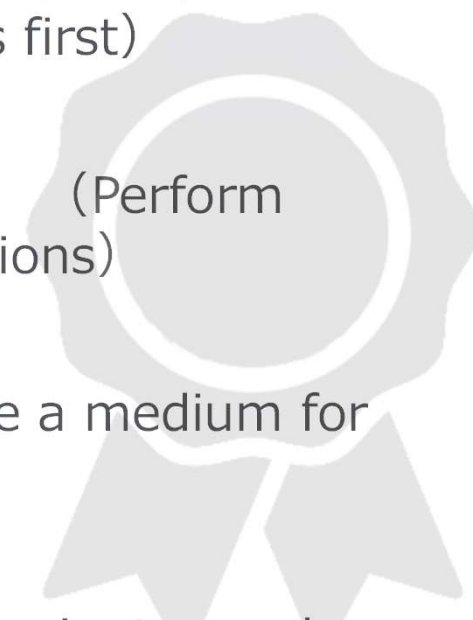 s first）
（Perform
ions）
e a medium for